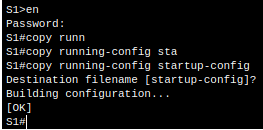 S1>en
Password:
S1#copy runn
S1#copy running-config sta
S1#copy running-config startup-config
Destination filename [startup-config]?
Building configuration...
[OK]
S1#